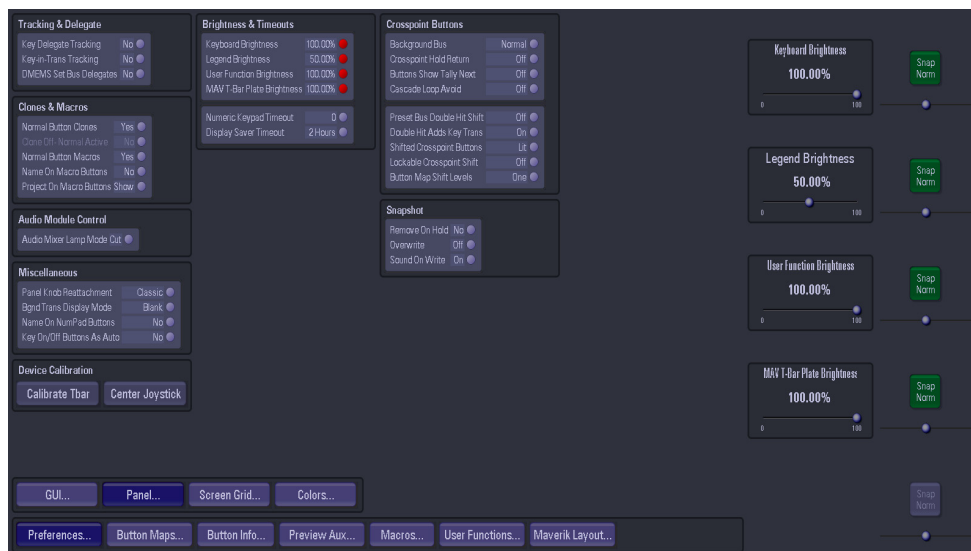 Tracking & Delegate
Key Delegate Tracking No
Key-in-Trans Tracking No
DMEMS Set Bus Delegates No
Clones & Macros
Normal Button Clones Yes
Clone Off-Normal Active No
Normal Button Macros Yes
Name On Macro Buttons No
Project On Macro Buttons Show
Audio Module Control
Audio Mixer Lamp Mode Cut
Miscellaneous
Panel Knob Reattachment Classic
Bgnd Trans Display Mode Blank
Name On NumPad Buttons No
Key On/Off Buttons As Auto No
Device Calibration
Calibrate Tbar Center Joystick
Brightness & Timeouts
Keyboard Brightness 100.00%
Legend Brightness 50.00%
User Function Brightness 100.00%
MAV T-Bar Plate Brightness 100.00%
Numeric Keypad Timeout 0
Display Saver Timeout 2 Hours
Crosspoint Buttons
Background Bus Normal
Crosspoint Hold Return Off
Buttons Show Tally Next Off
Cascade Loop Avoid Off
Preset Bus Double Hit Shift Off
Double Hit Adds Key Trans On
Shifted Crosspoint Buttons Lit
Lockable Crosspoint Shift Off
Button Map Shift Levels One
Snapshot
Remove On Hold No
Overwrite Off
Sound On Write On
Keyboard Brightness
100.00%
0 100
Snap
Norm
Legend Brightness
50.00%
0 100
Snap
Norm
User Function Brightness
100.00%
0 100
Snap
Norm
MAV T-Bar Plate Brightness
100.00%
0 100
Snap
Norm
GUI... Panel... Screen Grid... Colors...
Snap
Norm
Preferences... Button Maps... Button Info... Preview Aux... Macros... User Functions... Maverik Layout...